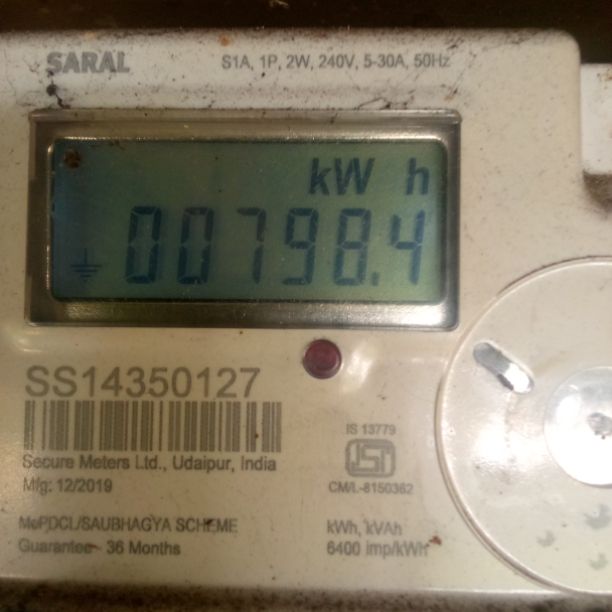 SARAL
S1A, 1P, 2W, 240V, 5-30A, 50Hz
kW h
00798.4
SS14350127
Secure Meters Ltd., Udaipur, India
Mfg: 12/2019
IS 13779
ISI
CM/L-8150362
MePDCL/SAUBHAGYA SCHEME
Guarantee - 36 Months
kWh, kVAh
6400 imp/kWh